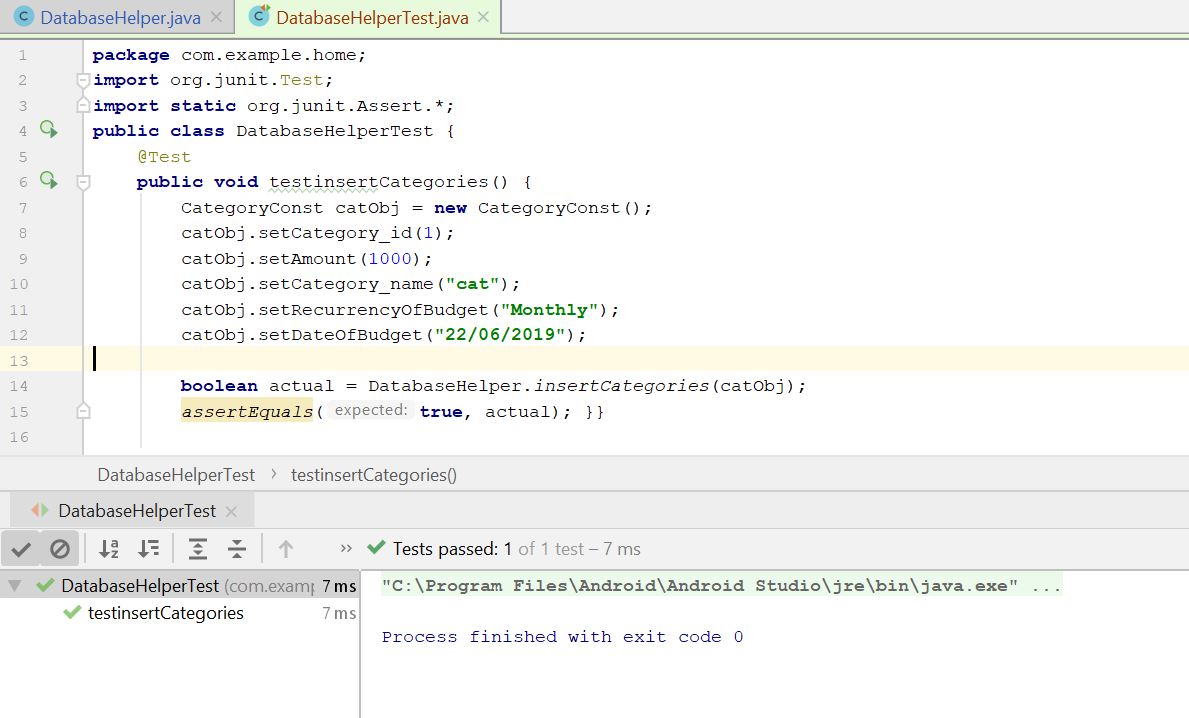 DatabaseHelper.java DatabaseHelperTest.java
1 package com.example.home;
2 import org.junit.Test;
3 import static org.junit.Assert.*;
4 public class DatabaseHelperTest {
5 @Test
6 public void testinsertCategories() {
7 CategoryConst catObj = new CategoryConst();
8 catObj.setCategory_id(1);
9 catObj.setAmount(1000);
10 catObj.setCategory_name("cat");
11 catObj.setRecurrencyOfBudget("Monthly");
12 catObj.setDateOfBudget("22/06/2019");
13
14 boolean actual = DatabaseHelper.insertCategories(catObj);
15 assertEquals( expected: true, actual); }}
16
DatabaseHelperTest › testinsertCategories()
DatabaseHelperTest
» Tests passed: 1 of 1 test – 7 ms
DatabaseHelperTest (com.examp 7 ms
testinsertCategories 7 ms
"C:\Program Files\Android\Android Studio\jre\bin\java.exe" ...
Process finished with exit code 0